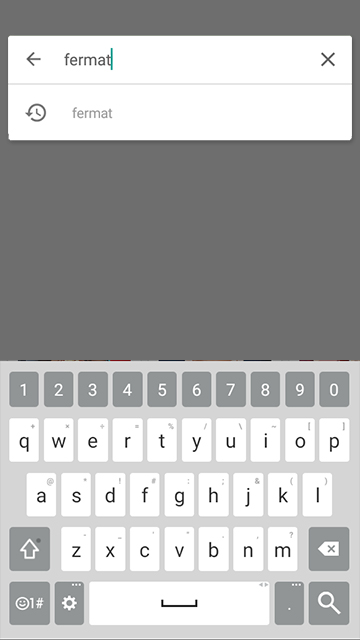 fermat
fermat
1 2 3 4 5 6 7 8 9 0
+ × ÷ = % / \ − [ ]
q w e r t y u i o p
@ * ! # : ; & ( )
a s d f g h j k l
- _ ' " . , ?
z x c v b n m
1# .